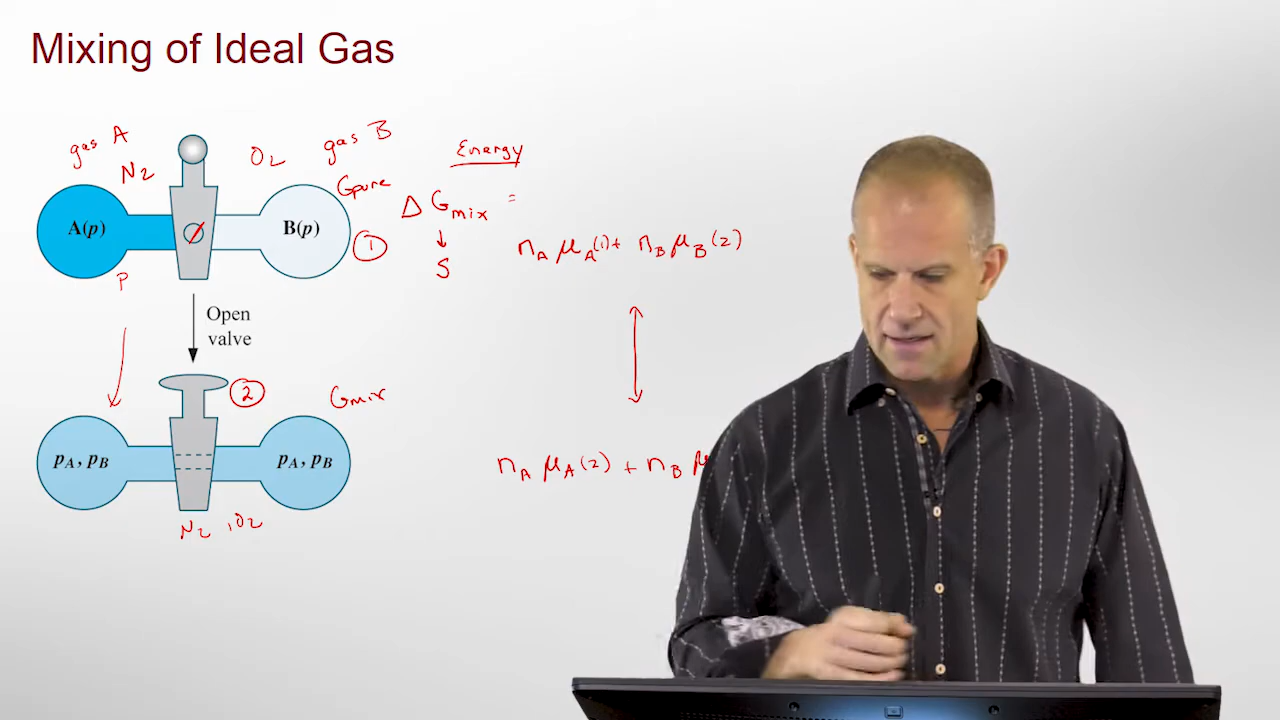 Mixing of Ideal Gas
gas A
N2
O2
gas B
Energy
Gpure
A(p)
B(p)
1
P
Δ Gmix =
↓
S
nA μA(1) + nB μB(2)
Open
valve
2
Gmix
pA, pB
pA, pB
nA μA(2) + nB μ
N2 , O2